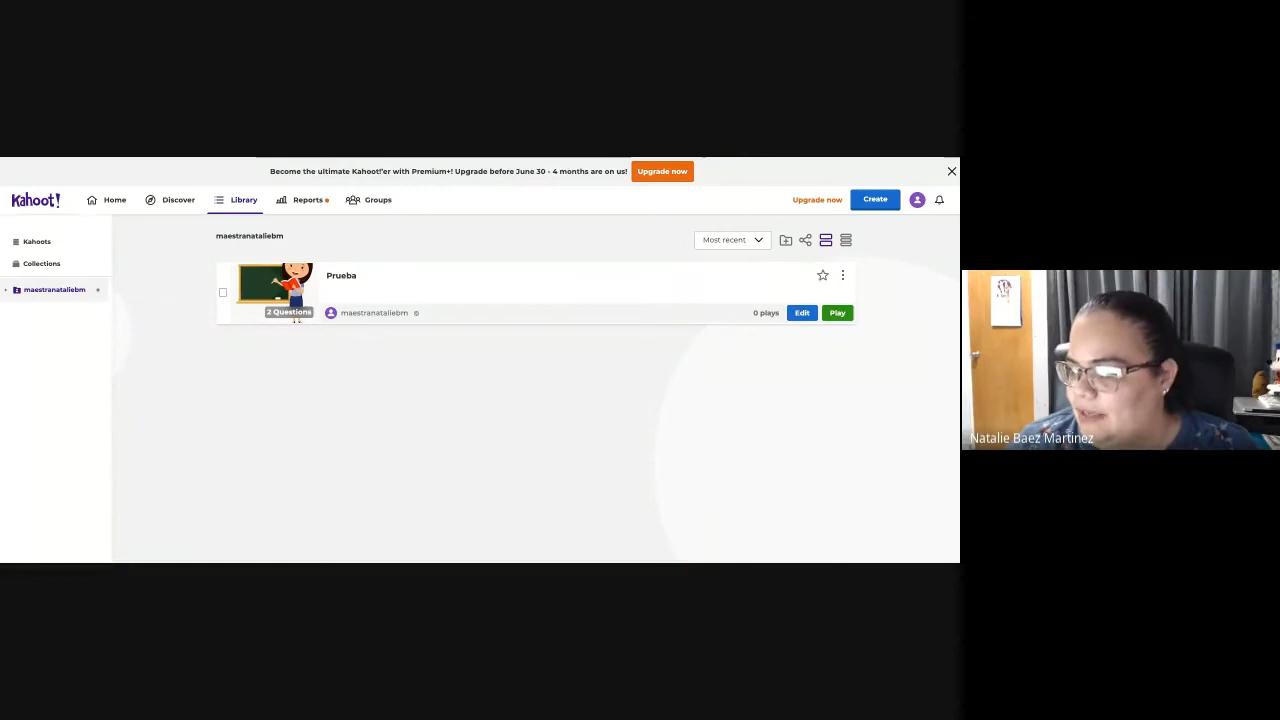 Become the ultimate Kahoot!'er with Premium+! Upgrade before June 30 - 4 months are on us! Upgrade now
Kahoot! Home Discover Library Reports Groups Upgrade now Create
Kahoots
Collections
maestranataliebm
maestranataliebm
Most recent
Prueba
2 Questions
maestranataliebm
0 plays Edit Play
Natalie Baez Martinez